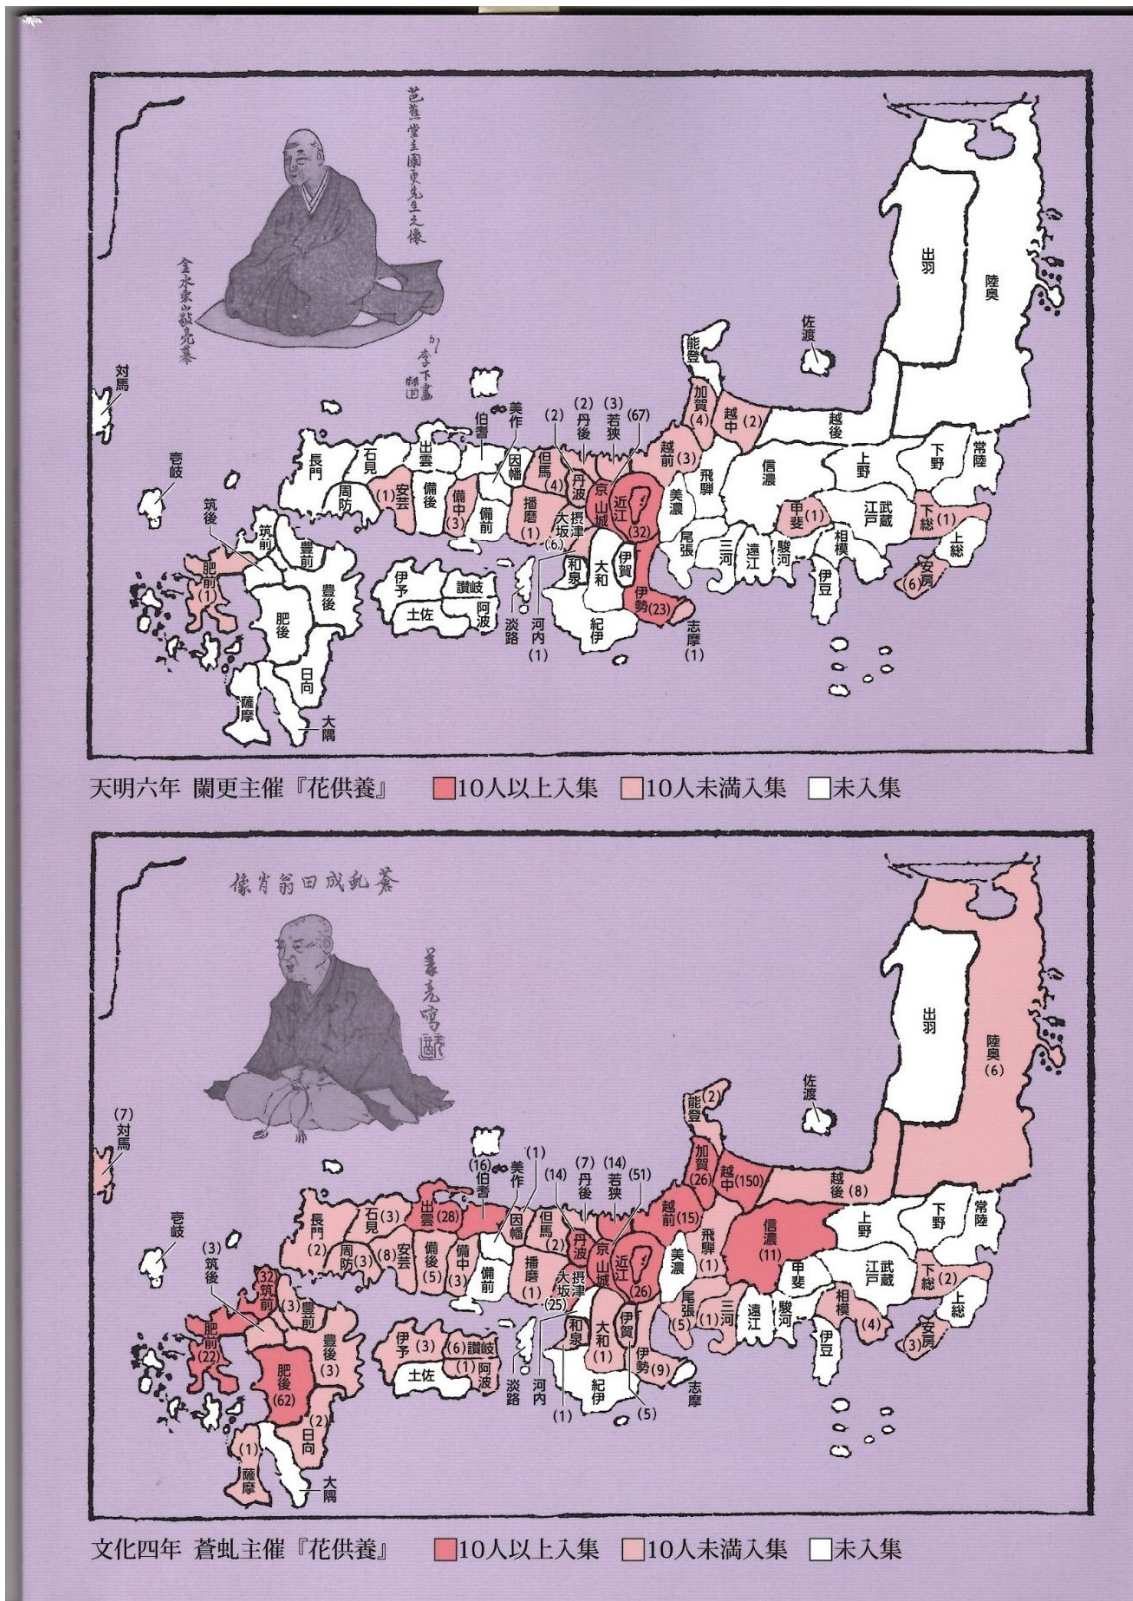 芭蕉堂主闌更先生之像
対馬
壱岐
筑後
筑前
豊前
肥前
(1)
豊後
肥後
日向
薩摩
大隅
長門
石見
周防
(1)
安芸
出雲
備後
伯耆
備中
(3)
美作
因幡
備前
(2)
但馬
(4)
播磨
(1)
(2)
丹後
丹波
(3)
若狭
(67)
京
山城
近江
(32)
摂津
大坂
(6)
和泉
大和
伊賀
伊勢
(23)
志摩
(1)
紀伊
河内
(1)
淡路
伊予
讃岐
土佐
阿波
能登
加賀
(4)
越中
(2)
越前
(3)
飛騨
美濃
尾張
三河
遠江
駿河
信濃
甲斐
(1)
伊豆
相模
武蔵
江戸
上野
下野
常陸
下総
(1)
上総
安房
(6)
越後
佐渡
出羽
陸奥
天明六年 闌更主催『花供養』 10人以上入集 10人未満入集 未入集
像肖翁田成虬蒼
(7)
対馬
壱岐
(3)
筑後
32
筑前
(3)
豊前
肥前
(22)
豊後
(3)
肥後
(62)
(2)
日向
(1)
薩摩
大隅
長門
(2)
石見
(3)
周防
(3)
(8)
安芸
出雲
(28)
備後
(5)
(16)
伯耆
備中
(3)
美作
(1)
因幡
備前
(14)
但馬
(2)
播磨
(1)
(7)
丹後
丹波
(14)
若狭
(51)
京
山城
近江
(26)
摂津
大坂
(25)
和泉
(1)
大和
(1)
伊賀
(5)
伊勢
(9)
志摩
紀伊
河内
淡路
伊予
(3)
(6)
讃岐
土佐
(1)
阿波
能登
(2)
加賀
(26)
越中
(150)
越前
(15)
飛騨
(1)
美濃
尾張
(5)
三河
(1)
遠江
駿河
信濃
(11)
甲斐
伊豆
相模
(4)
武蔵
江戸
上野
下野
常陸
下総
(2)
上総
安房
(3)
越後
(8)
佐渡
出羽
陸奥
(6)
文化四年 蒼虬主催『花供養』 10人以上入集 10人未満入集 未入集